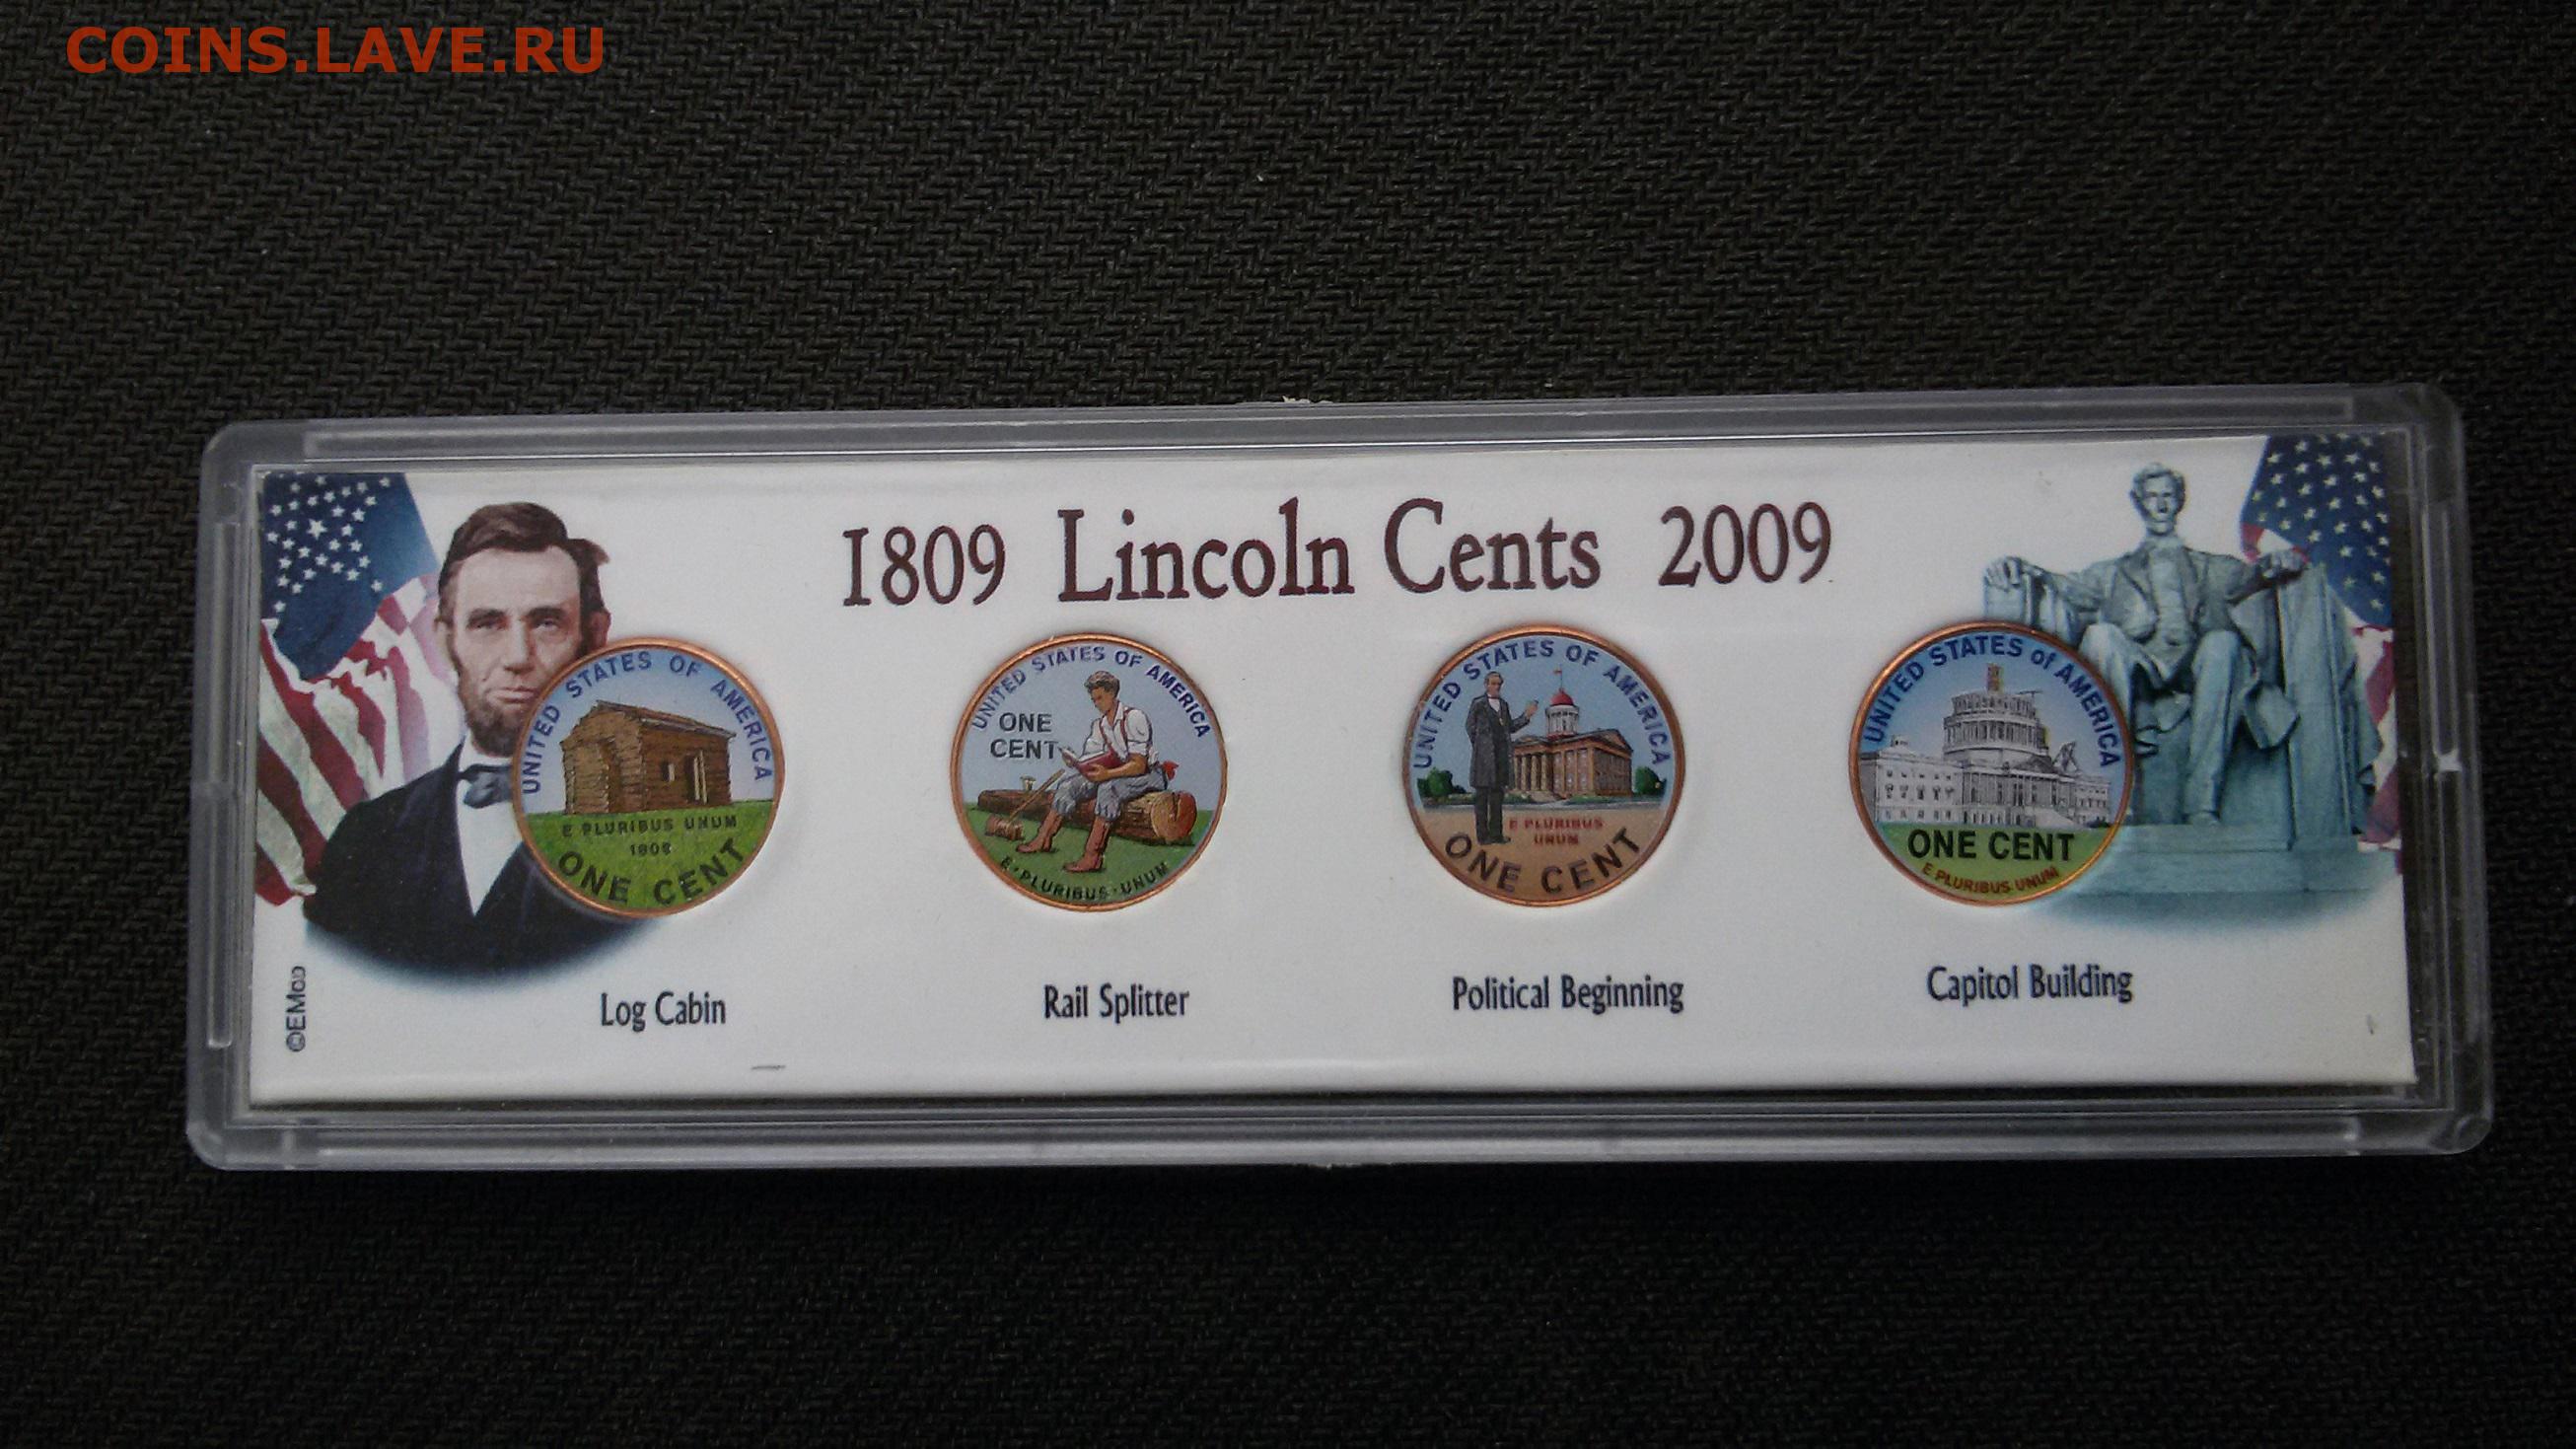 COINS.LAVE.RU
1809 Lincoln Cents 2009
UNITED STATES OF AMERICA
E PLURIBUS UNUM
1809
ONE CENT
UNITED STATES OF AMERICA
ONE
CENT
E·PLURIBUS·UNUM
UNITED STATES OF AMERICA
E PLURIBUS
UNUM
ONE CENT
UNITED STATES of AMERICA
ONE CENT
E PLURIBUS UNUM
Log Cabin
Rail Splitter
Political Beginning
Capitol Building